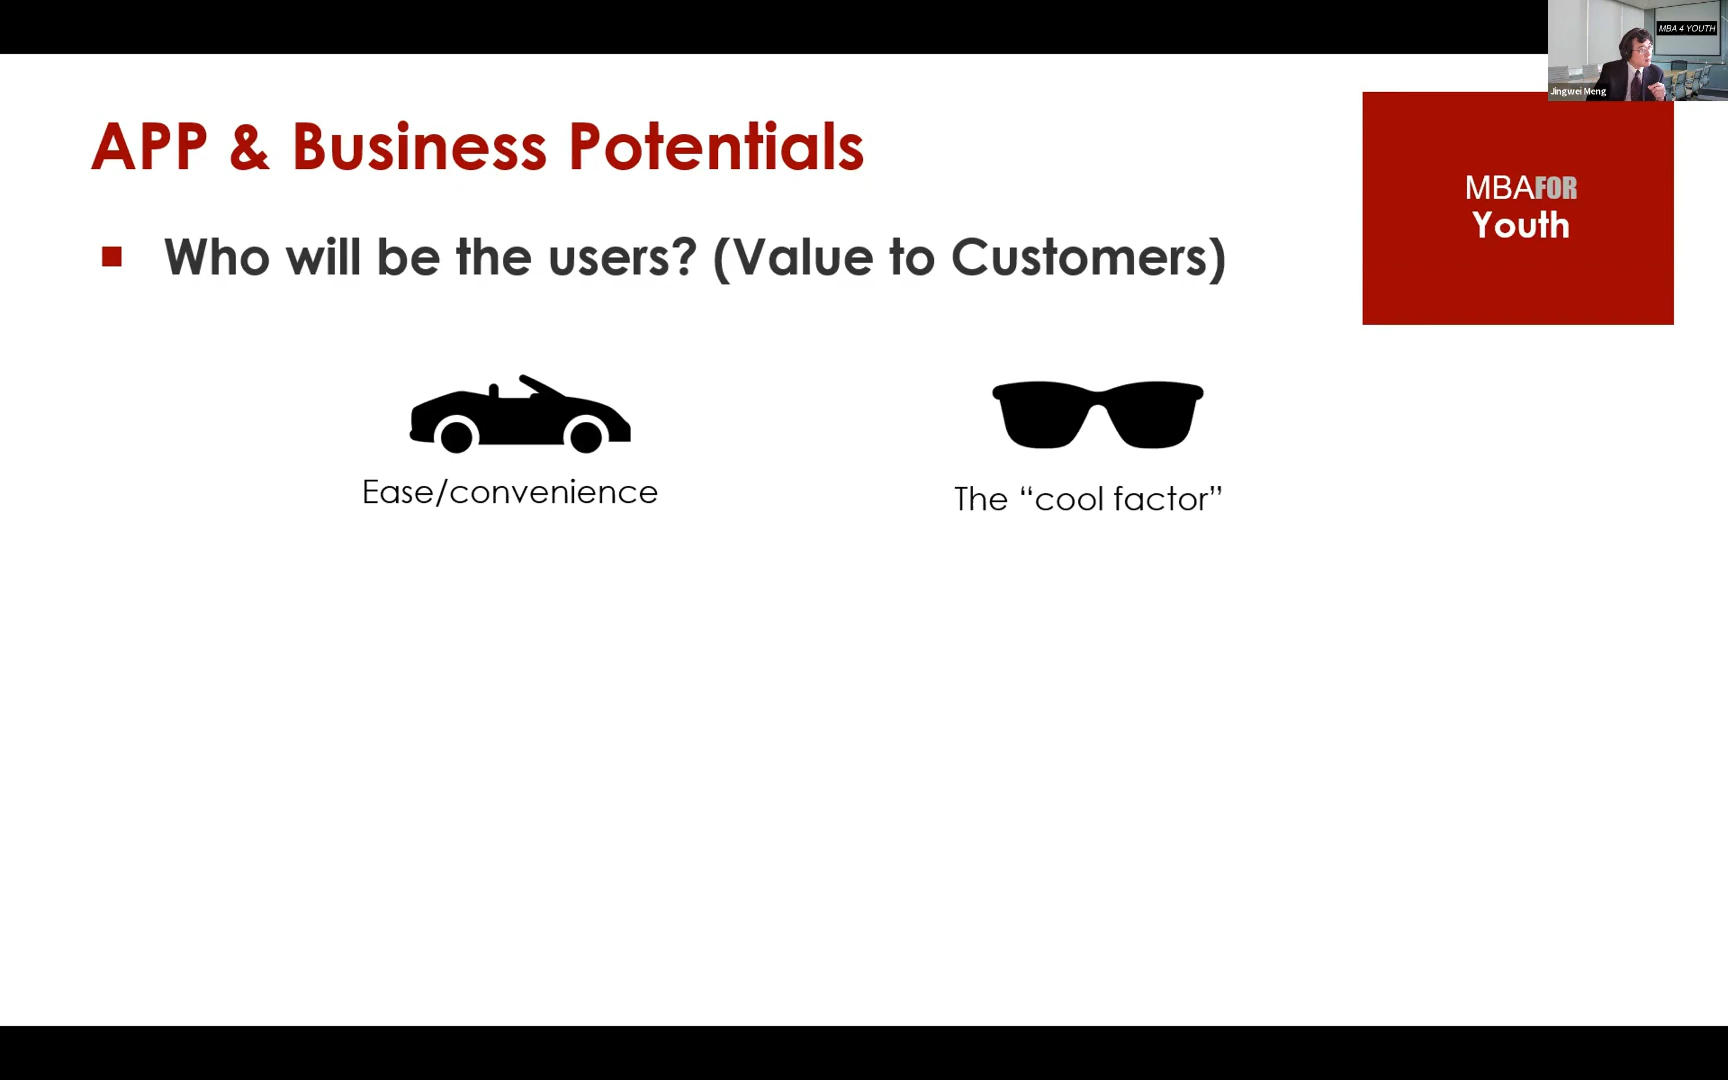 MBA 4 YOUTH
Jingwei Meng
APP & Business Potentials
MBAFOR
Youth
▪ Who will be the users? (Value to Customers)
Ease/convenience
The “cool factor”